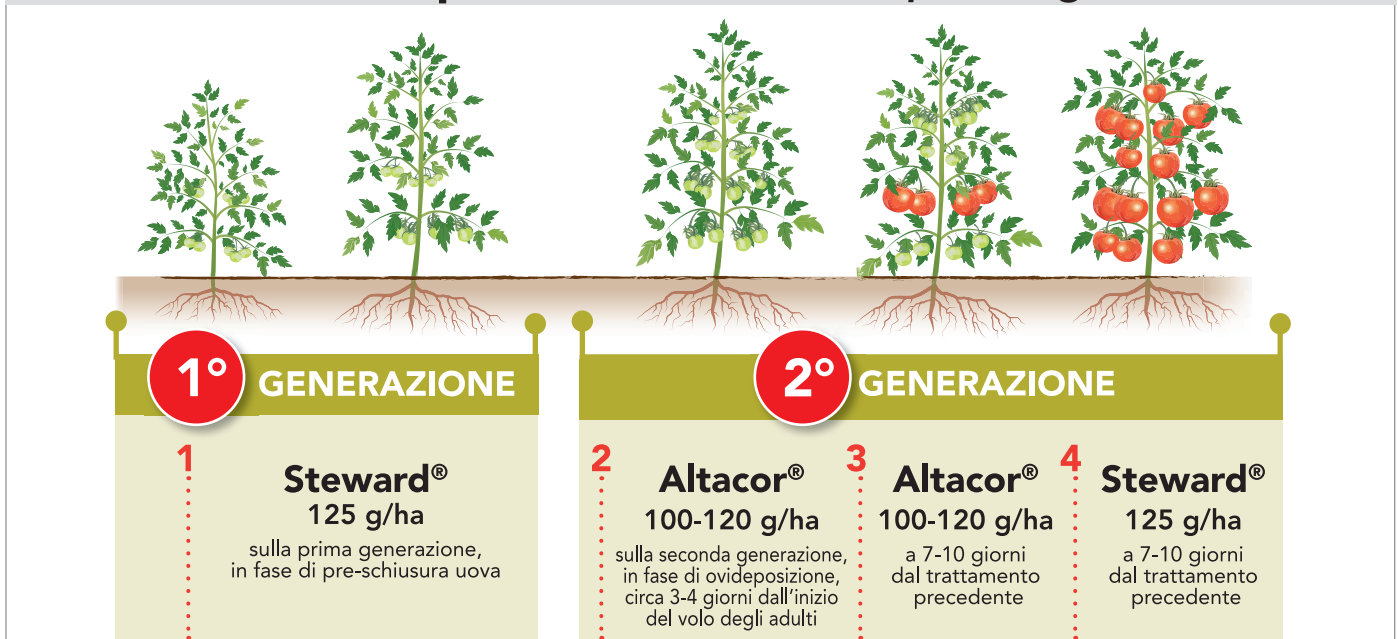 1° GENERAZIONE
1
Steward®
125 g/ha
sulla prima generazione,
in fase di pre-schiusura uova
2° GENERAZIONE
2
Altacor®
100-120 g/ha
sulla seconda generazione,
in fase di ovideposizione,
circa 3-4 giorni dall'inizio
del volo degli adulti
3
Altacor®
100-120 g/ha
a 7-10 giorni
dal trattamento
precedente
4
Steward®
125 g/ha
a 7-10 giorni
dal trattamento
precedente